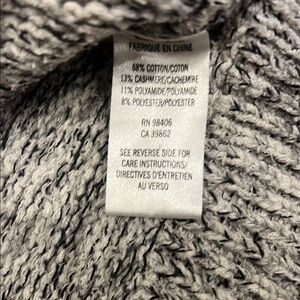 FABRIQUÉ EN CHINE
68% COTTON/COTON
13% CASHMERE/CACHEMIRE
11% POLYAMIDE/POLYAMIDE
8% POLYESTER/POLYESTER
RN 98406
CA 39862
SEE REVERSE SIDE FOR
CARE INSTRUCTIONS/
DIRECTIVES D'ENTRETIEN
AU VERSO